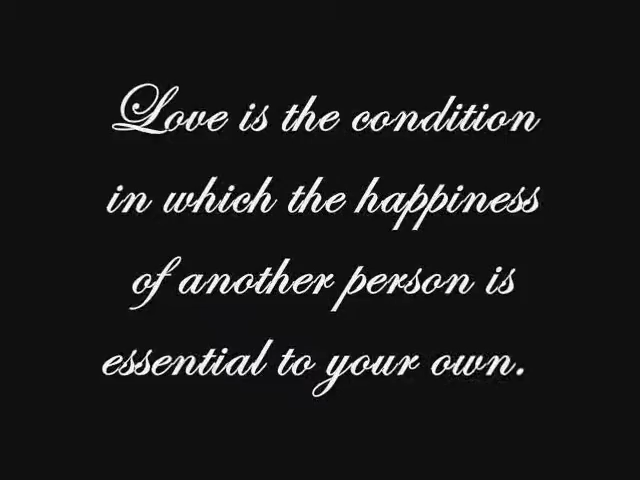 Love is the condition
in which the happiness
of another person is
essential to your own.